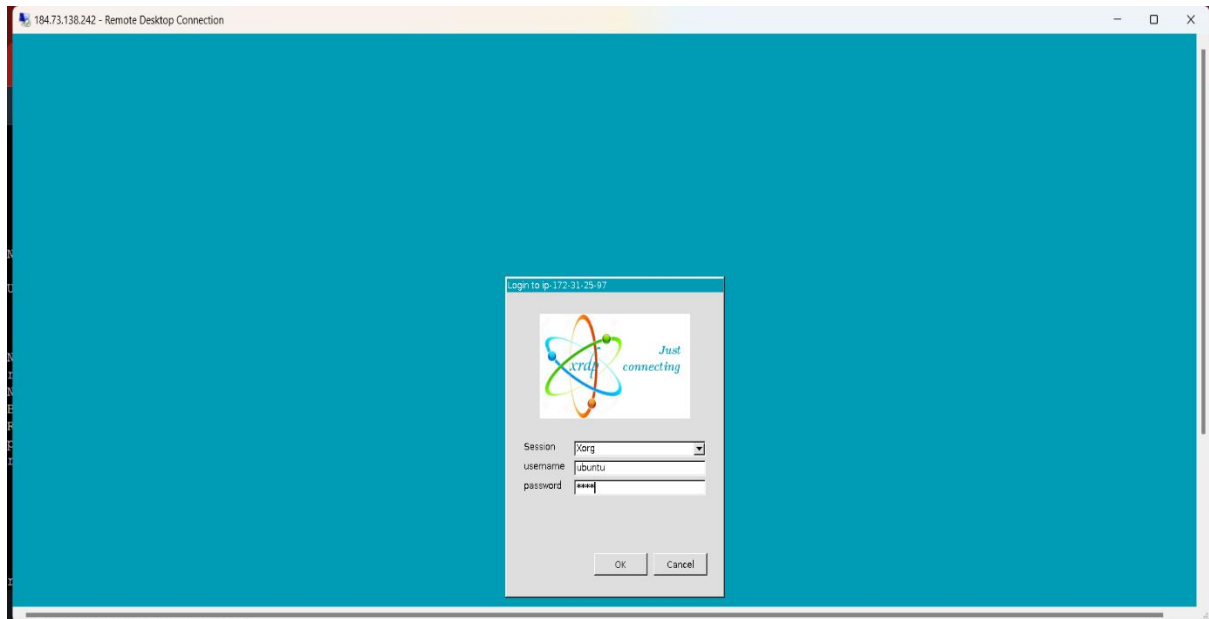 184.73.138.242 - Remote Desktop Connection
Login to ip-172-31-25-97
xrdp
Just
connecting
Session Xorg
username ubuntu
password ****
OK Cancel